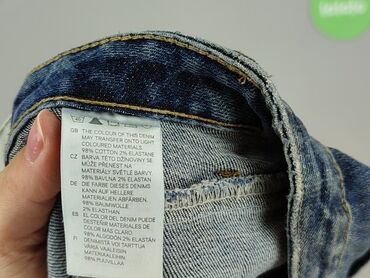 GB THE COLOUR OF THIS DENIM
MAY TRANSFER ONTO LIGHT
COLOURED MATERIALS.
98% COTTON 2% ELASTANE
CZ BARVA TÉTO DŽÍNOVINY SE
MŮŽE PŘENÉST NA
MATERIÁLY SVĚTLÉ BARVY
98% BAVLNA 2% ELASTAN
DE DIE FARBE DIESES DENIMS
KANN AUF HELLERE
MATERIALIEN ABFÄRBEN.
98% BAUMWOLLE
2% ELASTHAN
ES EL COLOR DEL DENIM PUEDE
DESTEÑIR MATERIALES DE
COLOR MÁS CLARO.
98% ALGODÓN 2% ELASTANO
FI DENIMISTÄ VOI TARTTUA
VÄRIÄ VAALEISIIN
MATERIAALEIHIN
98% PUUVILLAA